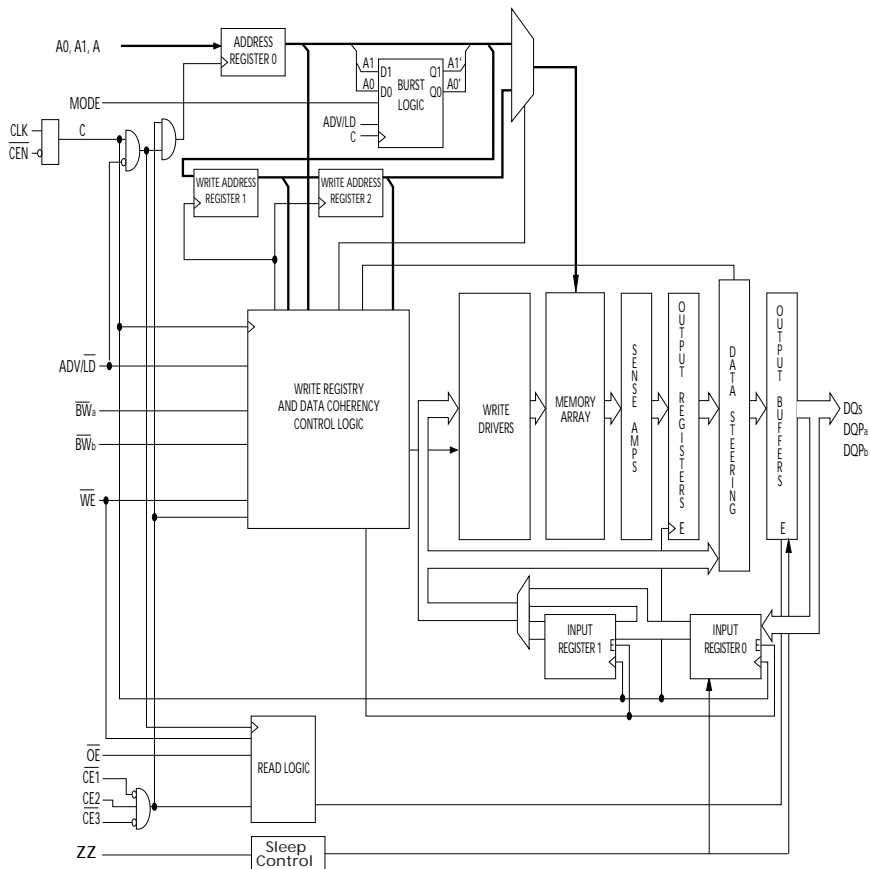 A0, A1, A
ADDRESS
REGISTER 0
A1
A0
D1
D0
BURST
LOGIC
Q1
Q0
A1'
A0'
MODE
ADV/LD
C
CLK
C
CEN
WRITE ADDRESS
REGISTER 1
WRITE ADDRESS
REGISTER 2
ADV/LD
BWa
BWb
WE
WRITE REGISTRY
AND DATA COHERENCY
CONTROL LOGIC
WRITE
DRIVERS
MEMORY
ARRAY
SENSE AMPS
OUTPUT REGISTERS
E
DATA STEERING
OUTPUT BUFFERS
E
DQs
DQPa
DQPb
INPUT
REGISTER 1
E
INPUT
REGISTER 0
E
OE
CE1
CE2
CE3
READ LOGIC
ZZ
Sleep
Control